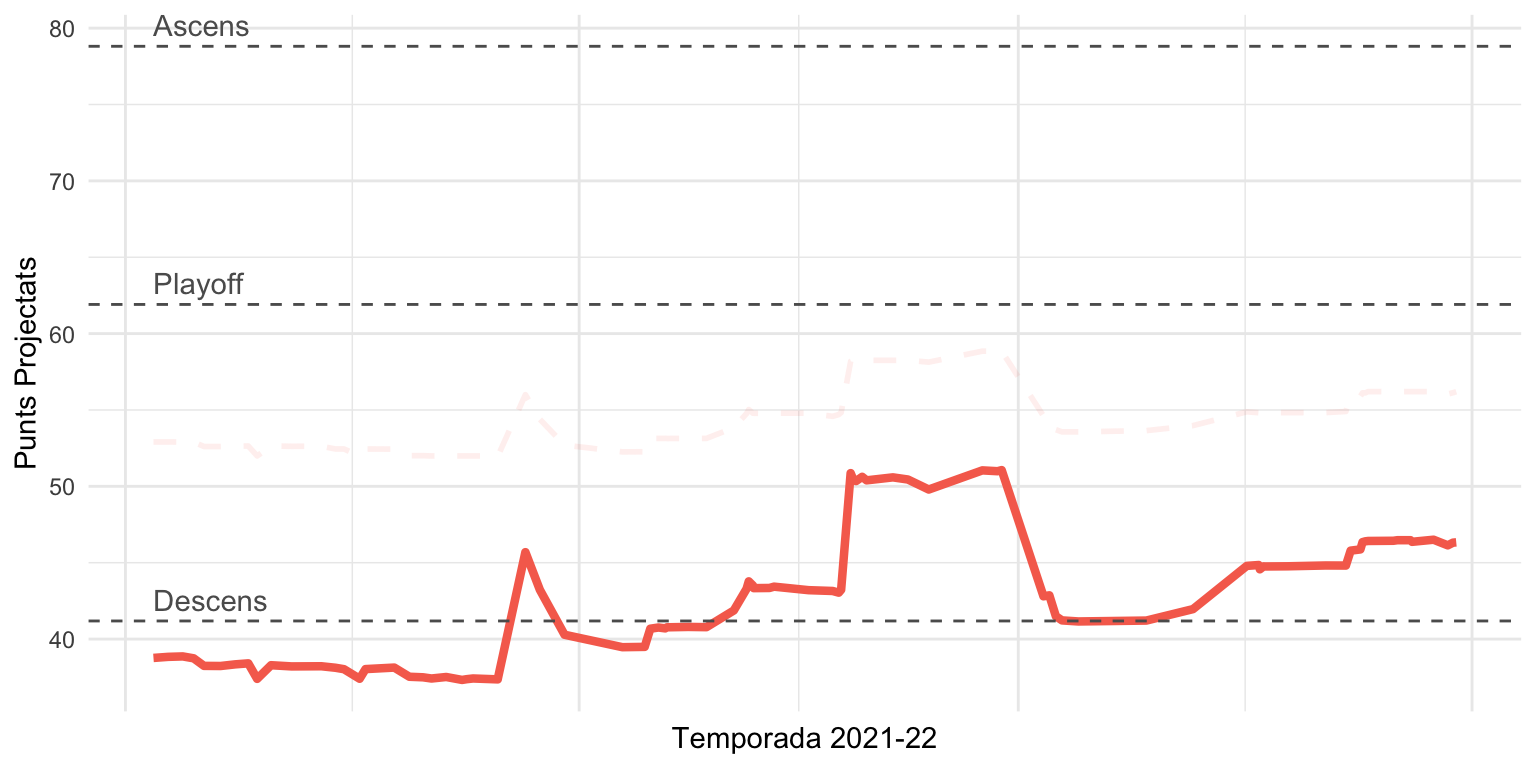 Ascens
80
70
Playoff
60
50
Descens
40
Punts Projectats
Temporada 2021-22